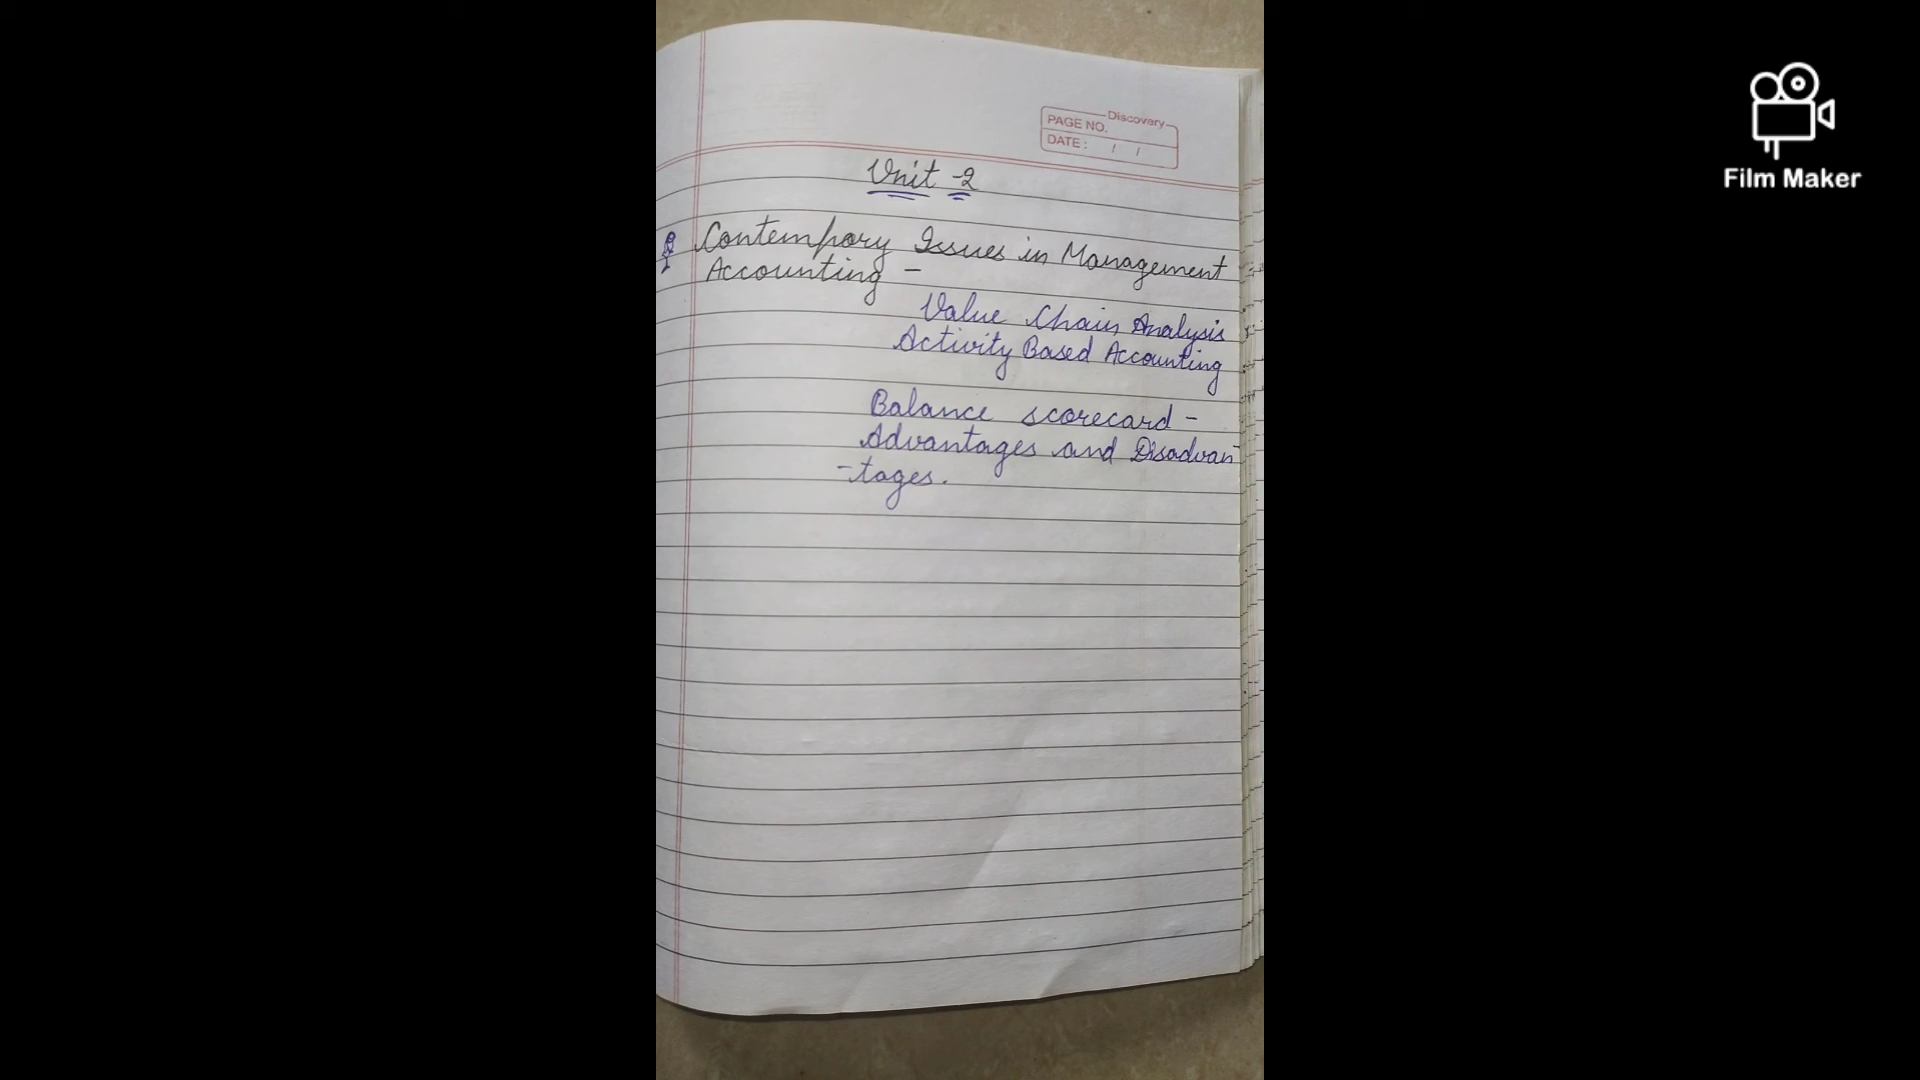 Discovery
PAGE NO.
DATE : / /
Unit -2
Contempory Issues in Management
Accounting -
Value Chain Analysis
Activity Based Accounting
Balance scorecard -
Advantages and Disadvan-
-tages.
Film Maker